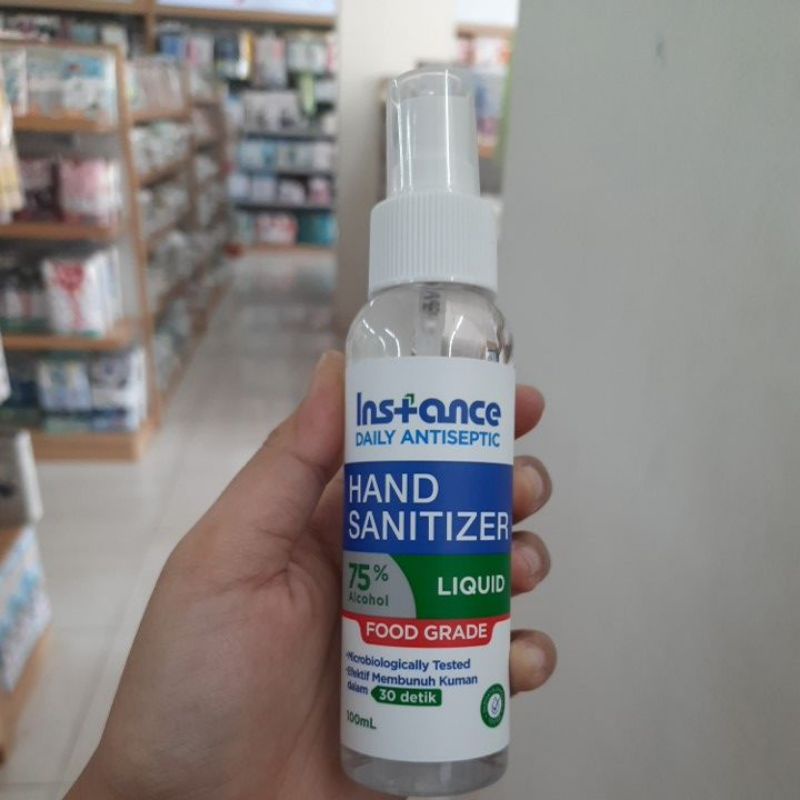 Instance
DAILY ANTISEPTIC
HAND
SANITIZER
75%
Alcohol
LIQUID
FOOD GRADE
•Microbiologically Tested
•Efektif Membunuh Kuman
dalam 30 detik
100mL